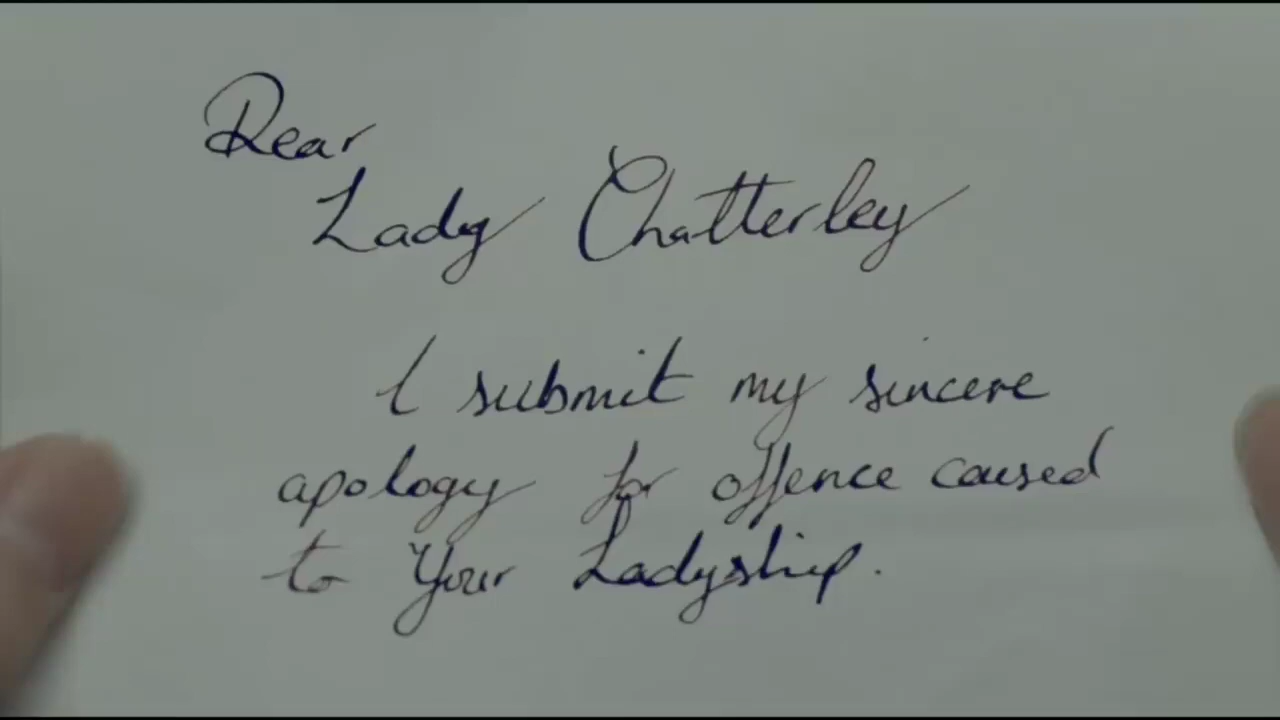 Dear
Lady Chatterley
I submit my sincere
apology for offence caused
to Your Ladyship.